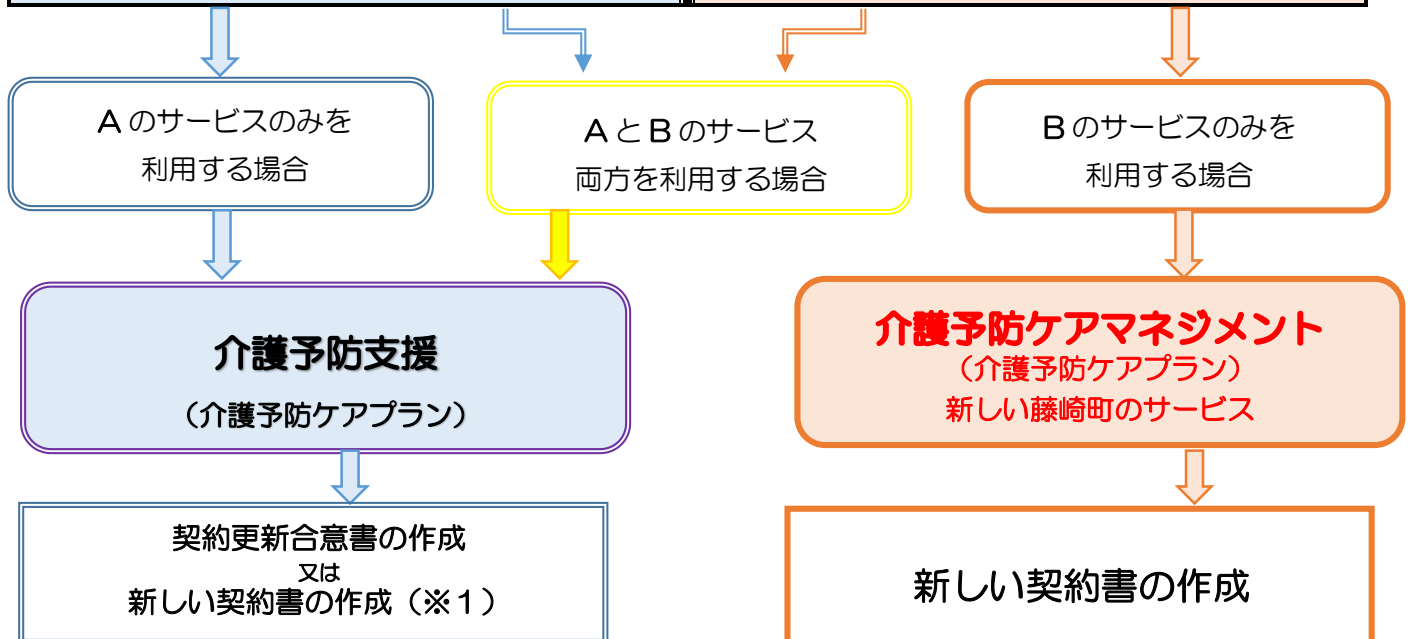 Aのサービスのみを
利用する場合
AとBのサービス
両方を利用する場合
Bのサービスのみを
利用する場合
介護予防支援
（介護予防ケアプラン）
介護予防ケアマネジメント
（介護予防ケアプラン）
新しい藤崎町のサービス
契約更新合意書の作成
又は
新しい契約書の作成（※１）
新しい契約書の作成